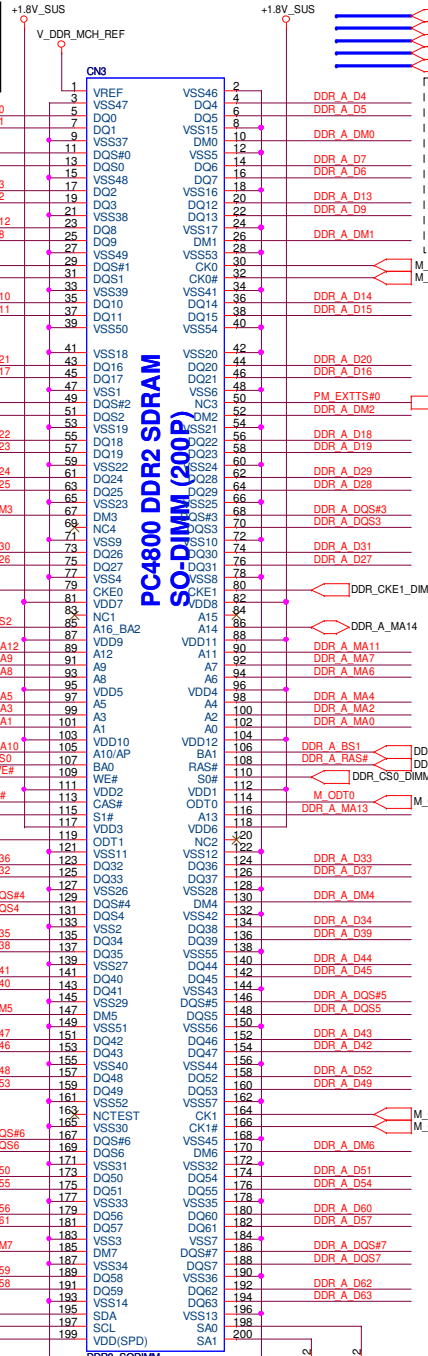 +1.8V_SUS +1.8V_SUS
V_DDR_MCH_REF
CN3
1 VREF VSS46 2
3 VSS47 DQ4 4 DDR_A_D4
5 DQ0 DQ5 6 DDR_A_D5
7 DQ1 VSS15 8
9 VSS37 DM0 10 DDR_A_DM0
11 DQS#0 VSS5 12
13 DQS0 DQ6 14 DDR_A_D7
15 VSS48 DQ7 16 DDR_A_D6
17 DQ2 VSS16 18
19 DQ3 DQ12 20 DDR_A_D13
21 VSS38 DQ13 22 DDR_A_D9
23 DQ8 VSS17 24
25 DQ9 DM1 26 DDR_A_DM1
27 VSS49 VSS53 28
29 DQS#1 CK0 30 M_
31 DQS1 CK0# 32 M_
33 VSS39 VSS41 34
35 DQ10 DQ14 36 DDR_A_D14
37 DQ11 DQ15 38 DDR_A_D15
39 VSS50 VSS54 40
41 VSS18 VSS20 42
43 DQ16 DQ20 44 DDR_A_D20
45 DQ17 DQ21 46 DDR_A_D16
47 VSS1 VSS6 48
49 DQS#2 NC3 50 PM_EXTTS#0
51 DQS2 DM2 52 DDR_A_DM2
53 VSS19 VSS21 54
55 DQ18 DQ22 56 DDR_A_D18
57 DQ19 DQ23 58 DDR_A_D19
59 VSS22 VSS24 60
61 DQ24 DQ28 62 DDR_A_D29
63 DQ25 DQ29 64 DDR_A_D28
65 VSS23 VSS25 66
67 DM3 DQS#3 68 DDR_A_DQS#3
69 NC4 DQS3 70 DDR_A_DQS3
71 VSS9 VSS10 72
73 DQ26 DQ30 74 DDR_A_D31
75 DQ27 DQ31 76 DDR_A_D27
77 VSS4 VSS8 78
79 CKE0 CKE1 80 DDR_CKE1_DIM
81 VDD7 VDD8 82
83 NC1 A15 84
85 A16_BA2 A14 86 DDR_A_MA14
87 VDD9 VDD11 88
89 A12 A11 90 DDR_A_MA11
91 A9 A7 92 DDR_A_MA7
93 A8 A6 94 DDR_A_MA6
95 VDD5 VDD4 96
97 A5 A4 98 DDR_A_MA4
99 A3 A2 100 DDR_A_MA2
101 A1 A0 102 DDR_A_MA0
103 VDD10 VDD12 104
105 A10/AP BA1 106 DDR_A_BS1 DD
107 BA0 RAS# 108 DDR_A_RAS# DD
109 WE# S0# 110 DDR_CS0_DIMM
111 VDD2 VDD1 112
113 CAS# ODT0 114 M_ODT0 M_
115 S1# A13 116 DDR_A_MA13
117 VDD3 VDD6 118
119 ODT1 NC2 120
121 VSS11 VSS12 122
123 DQ32 DQ36 124 DDR_A_D33
125 DQ33 DQ37 126 DDR_A_D37
127 VSS26 VSS28 128
129 DQS#4 DM4 130 DDR_A_DM4
131 DQS4 VSS42 132
133 VSS2 DQ38 134 DDR_A_D34
135 DQ34 DQ39 136 DDR_A_D39
137 DQ35 VSS55 138
139 VSS27 DQ44 140 DDR_A_D44
141 DQ40 DQ45 142 DDR_A_D45
143 DQ41 VSS43 144
145 VSS29 DQS#5 146 DDR_A_DQS#5
147 DM5 DQS5 148 DDR_A_DQS5
149 VSS51 VSS56 150
151 DQ42 DQ46 152 DDR_A_D43
153 DQ43 DQ47 154 DDR_A_D42
155 VSS40 VSS44 156
157 DQ48 DQ52 158 DDR_A_D52
159 DQ49 DQ53 160 DDR_A_D49
161 VSS52 VSS57 162
163 NCTEST CK1 164 M_
165 VSS30 CK1# 166 M_
167 DQS#6 VSS45 168
169 DQS6 DM6 170 DDR_A_DM6
171 VSS31 VSS32 172
173 DQ50 DQ54 174 DDR_A_D51
175 DQ51 DQ55 176 DDR_A_D54
177 VSS33 VSS35 178
179 DQ56 DQ60 180 DDR_A_D60
181 DQ57 DQ61 182 DDR_A_D57
183 VSS3 VSS7 184
185 DM7 DQS#7 186 DDR_A_DQS#7
187 VSS34 DQS7 188 DDR_A_DQS7
189 DQ58 VSS36 190
191 DQ59 DQ62 192 DDR_A_D62
193 VSS14 DQ63 194 DDR_A_D63
195 SDA VSS13 196
197 SCL SA0 198
199 VDD(SPD) SA1 200
PC4800 DDR2 SDRAM
SO-DIMM (200P)
DDR2_SODIMM
2 2